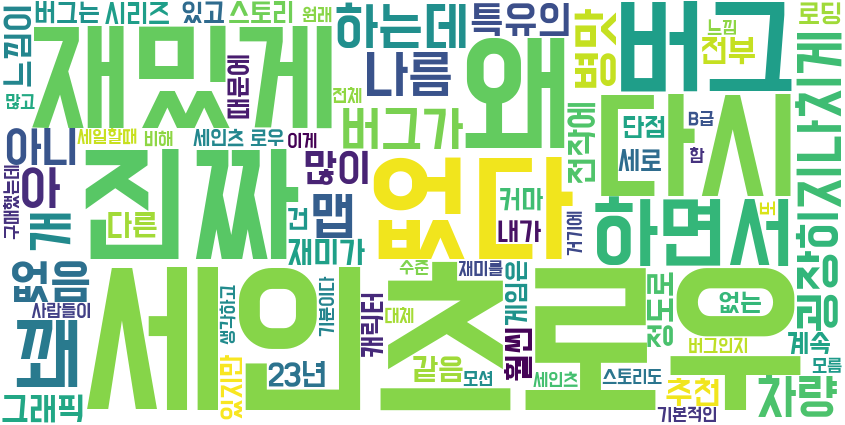 버그는 시리즈 있고 스토리 원래
느낌이
재밌게
하는데
특유의
왜
병맛
버그
느낌
전부
로딩
많고
때문에
전체
나름
세일할때 비해 세인츠 로우 이게
버그가
전작에
단점
B급
다시
지나치게
아니
구매했는데
아
진짜
많이
없다
세로
함
개
다른
건
맵
커마
내가
재미가
하면서
거기에
버
굉장히
없음
사람들이
세인츠로우
수준
재미를
게임은
정도로
없는
꽤
생각하고
기분이다
캐릭터
대체
훨씬
버그인지
계속
23년
같음
모션
세인츠
스토리도
모름
그래픽
있지만
추천
기본적인
차량